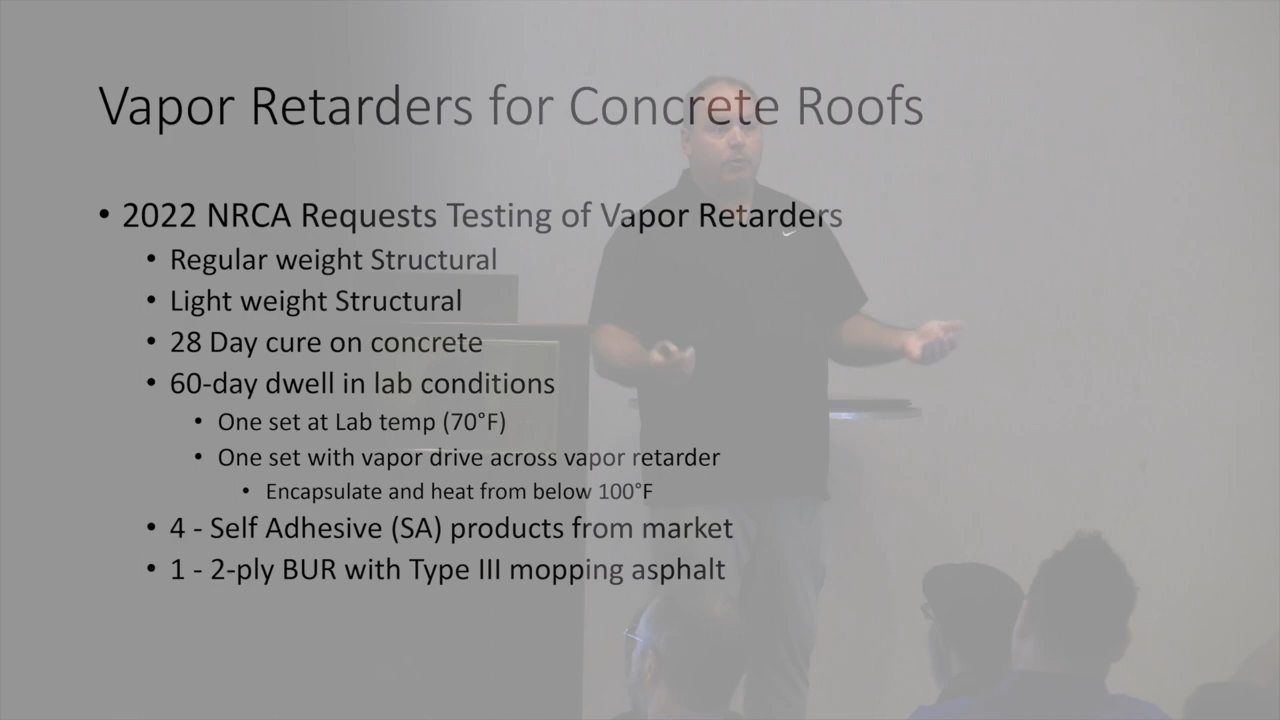 Vapor Retarders for Concrete Roofs
• 2022 NRCA Requests Testing of Vapor Retarders
• Regular weight Structural
• Light weight Structural
• 28 Day cure on concrete
• 60-day dwell in lab conditions
• One set at Lab temp (70°F)
• One set with vapor drive across vapor retarder
• Encapsulate and heat from below 100°F
• 4 - Self Adhesive (SA) products from market
• 1 - 2-ply BUR with Type III mopping asphalt